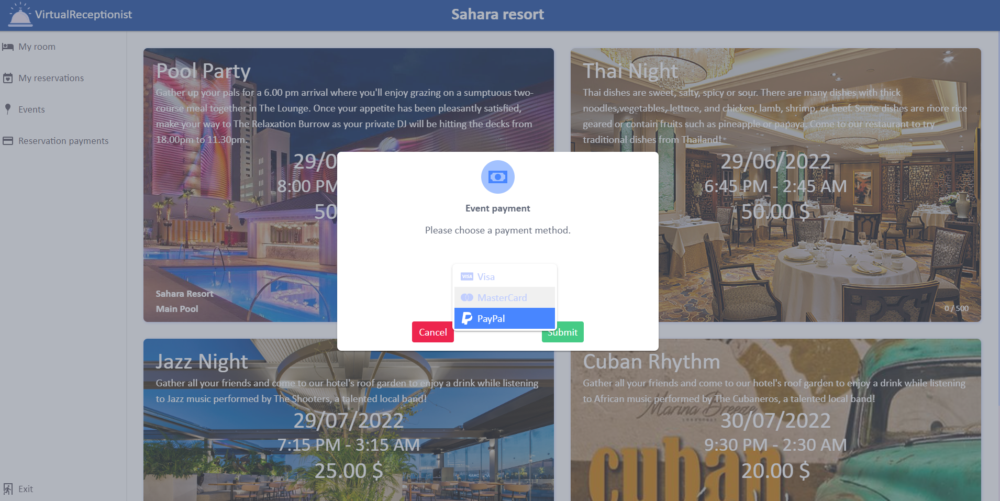 VirtualReceptionist
Sahara resort
My room
My reservations
Events
Reservation payments
Exit
Pool Party
Gather up your pals for a 6.00 pm arrival where you'll enjoy grazing on a sumptuous two-
course meal together in The Lounge. Once your appetite has been pleasantly satisfied,
make your way to The Relaxation Burrow as your private DJ will be hitting the decks from
18.00pm to 11.30pm.
29/0
8:00 PM
50
Sahara Resort
Main Pool
Thai Night
Thai dishes are sweet, salty, spicy or sour. There are many dishes with thick
noodles,vegetables, lettuce, and chicken, lamb, shrimp, or beef. Some dishes are more rice
geared or contain fruits such as pineapple or papaya. Come to our restaurant to try
traditional dishes from Thailand!
29/06/2022
6:45 PM - 2:45 AM
50.00 $
0 / 500
Event payment
Please choose a payment method.
VISA Visa
MasterCard
PayPal
Cancel
Submit
Jazz Night
Gather all your friends and come to our hotel's roof garden to enjoy a drink while listening
to Jazz music performed by The Shooters, a talented local band!
29/07/2022
7:15 PM - 3:15 AM
25.00 $
Cuban Rhythm
Gather all your friends and come to our hotel's roof garden to enjoy a drink while listening
to African music performed by The Cubaneros, a talented local band!
Marina Breeze
30/07/2022
9:30 PM - 2:30 AM
20.00 $
cuban